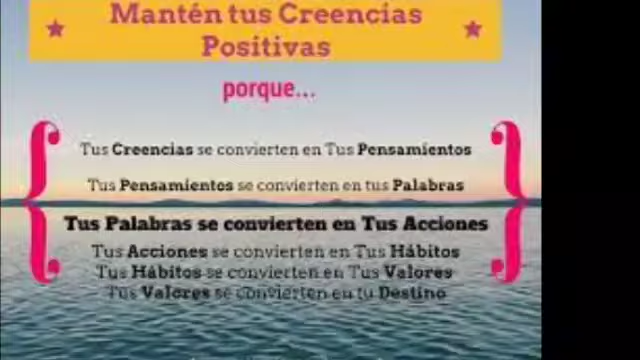 Mantén tus Creencias
Positivas
porque...
Tus Creencias se convierten en Tus Pensamientos
Tus Pensamientos se convierten en tus Palabras
Tus Palabras se convierten en Tus Acciones
Tus Acciones se convierten en Tus Hábitos
Tus Hábitos se convierten en Tus Valores
Tus Valores se convierten en tu Destino